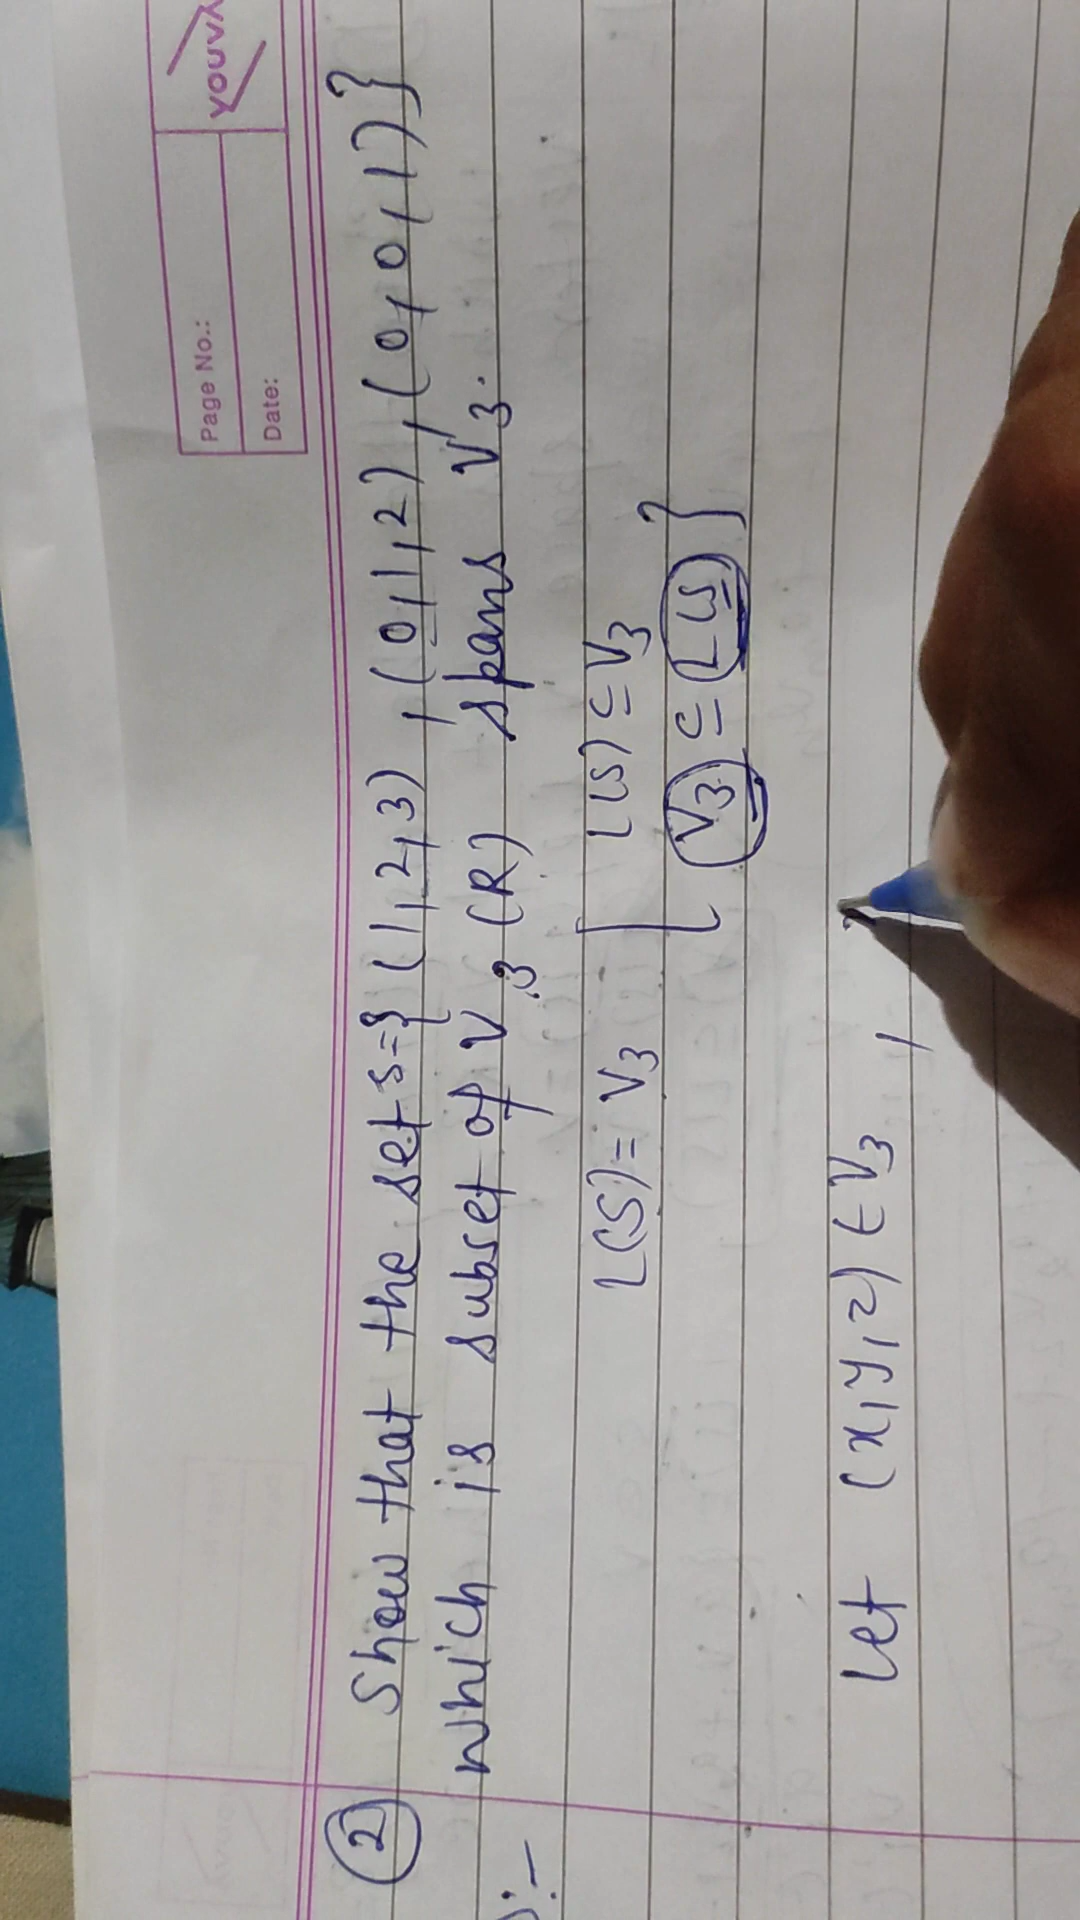 YOUVA
Page No.:
Date:
2 Show that the set S={(1,2,3),(0,1,2),(0,0,1)}
which is subset of V3(R) spans V3.
L(S)=V3 [ L(S)⊆V3
V3⊆L(S) }
Let (x,y,z)∈V3,